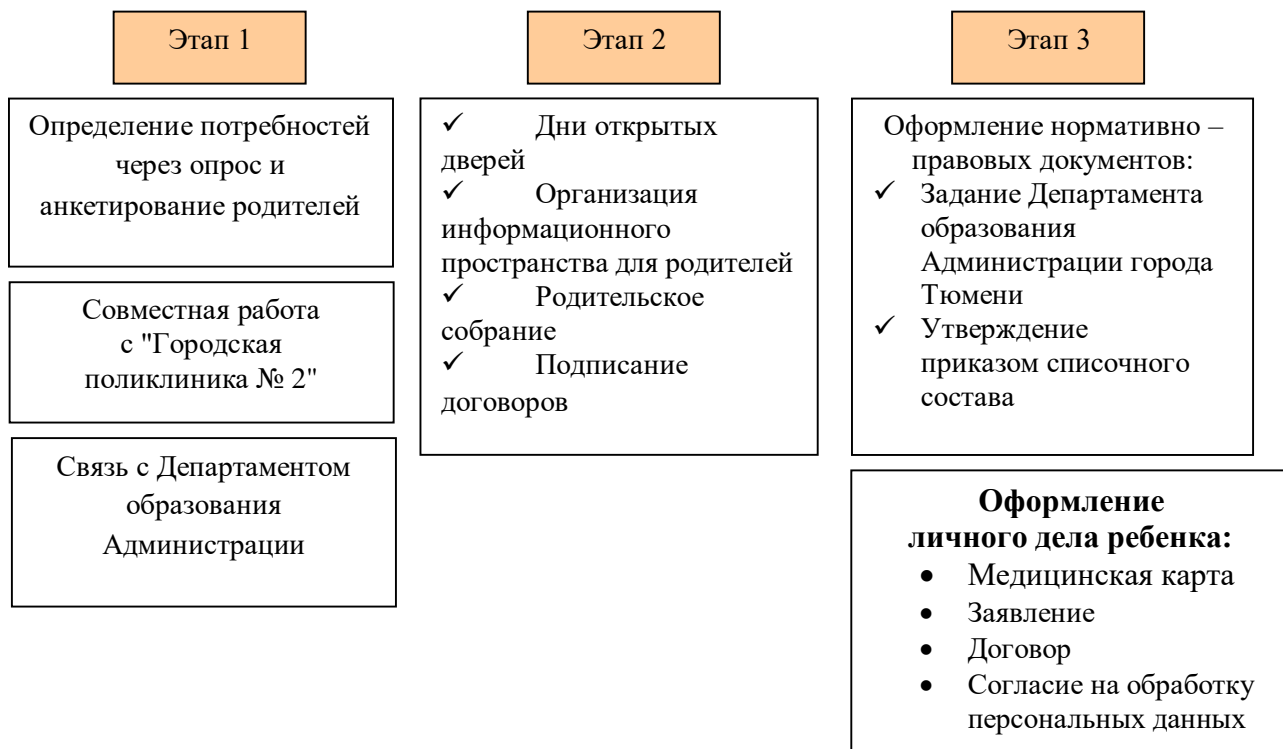 Этап 1
Определение потребностей
через опрос и
анкетирование родителей
Совместная работа
с "Городская
поликлиника № 2"
Связь с Департаментом
образования
Администрации
Этап 2
✓ Дни открытых
дверей
✓ Организация
информационного
пространства для родителей
✓ Родительское
собрание
✓ Подписание
договоров
Этап 3
Оформление нормативно –
правовых документов:
✓ Задание Департамента
образования
Администрации города
Тюмени
✓ Утверждение
приказом списочного
состава
Оформление
личного дела ребенка:
• Медицинская карта
• Заявление
• Договор
• Согласие на обработку
персональных данных